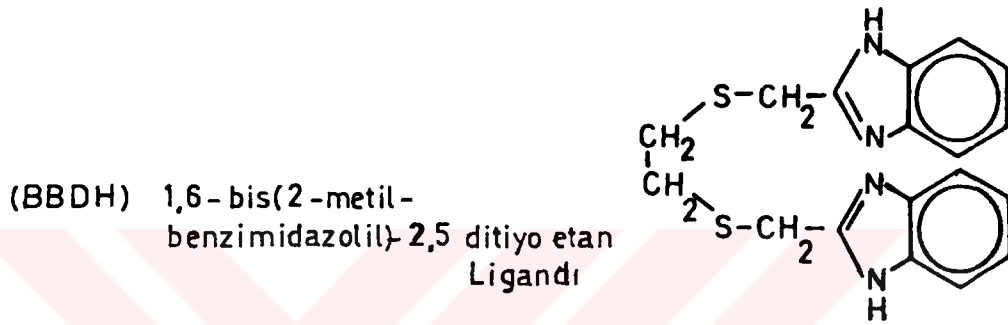 (BBDH) 1,6-bis(2-metil-
benzimidazolil)-2,5 ditiyo etan
Ligandı
H
N
S-CH2
N
CH2
CH2
N
S-CH2
N
H